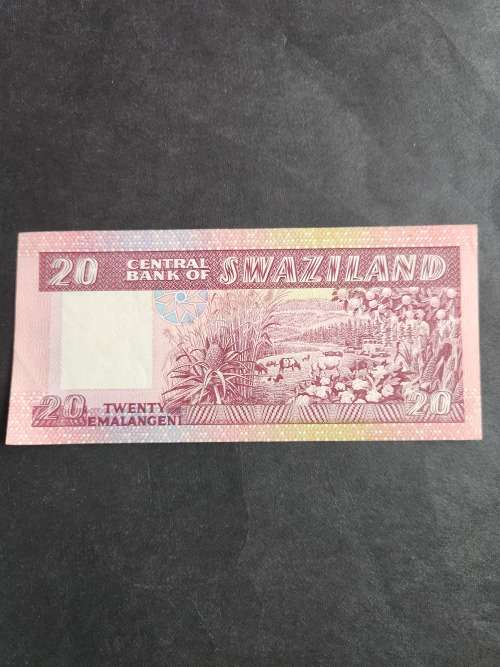 20 CENTRAL BANK OF SWAZILAND
20 TWENTY EMALANGENI 20